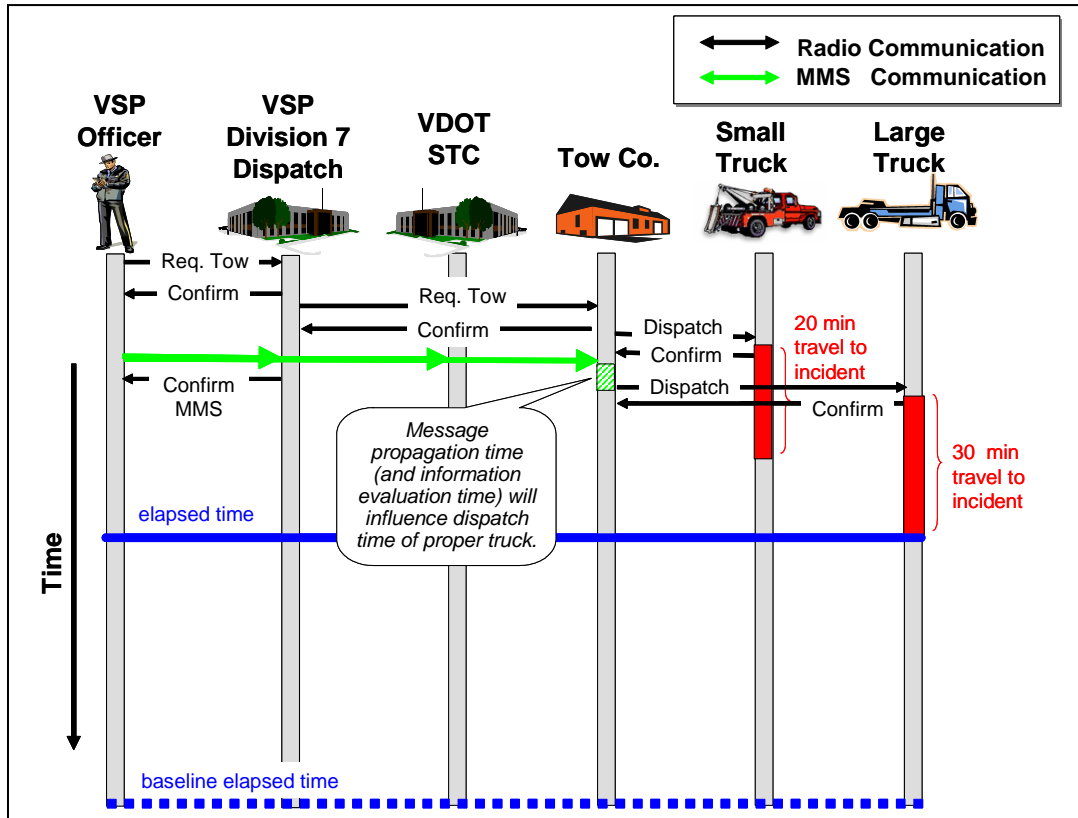 Radio Communication
MMS Communication
VSP
Officer
VSP
Division 7
Dispatch
VDOT
STC
Tow Co.
Small
Truck
Large
Truck
Req. Tow
Confirm
Req. Tow
Confirm
Dispatch
Confirm
20 min
travel to
incident
Confirm
MMS
Dispatch
Confirm
Message
propagation time
(and information
evaluation time) will
influence dispatch
time of proper truck.
30 min
travel to
incident
elapsed time
Time
baseline elapsed time